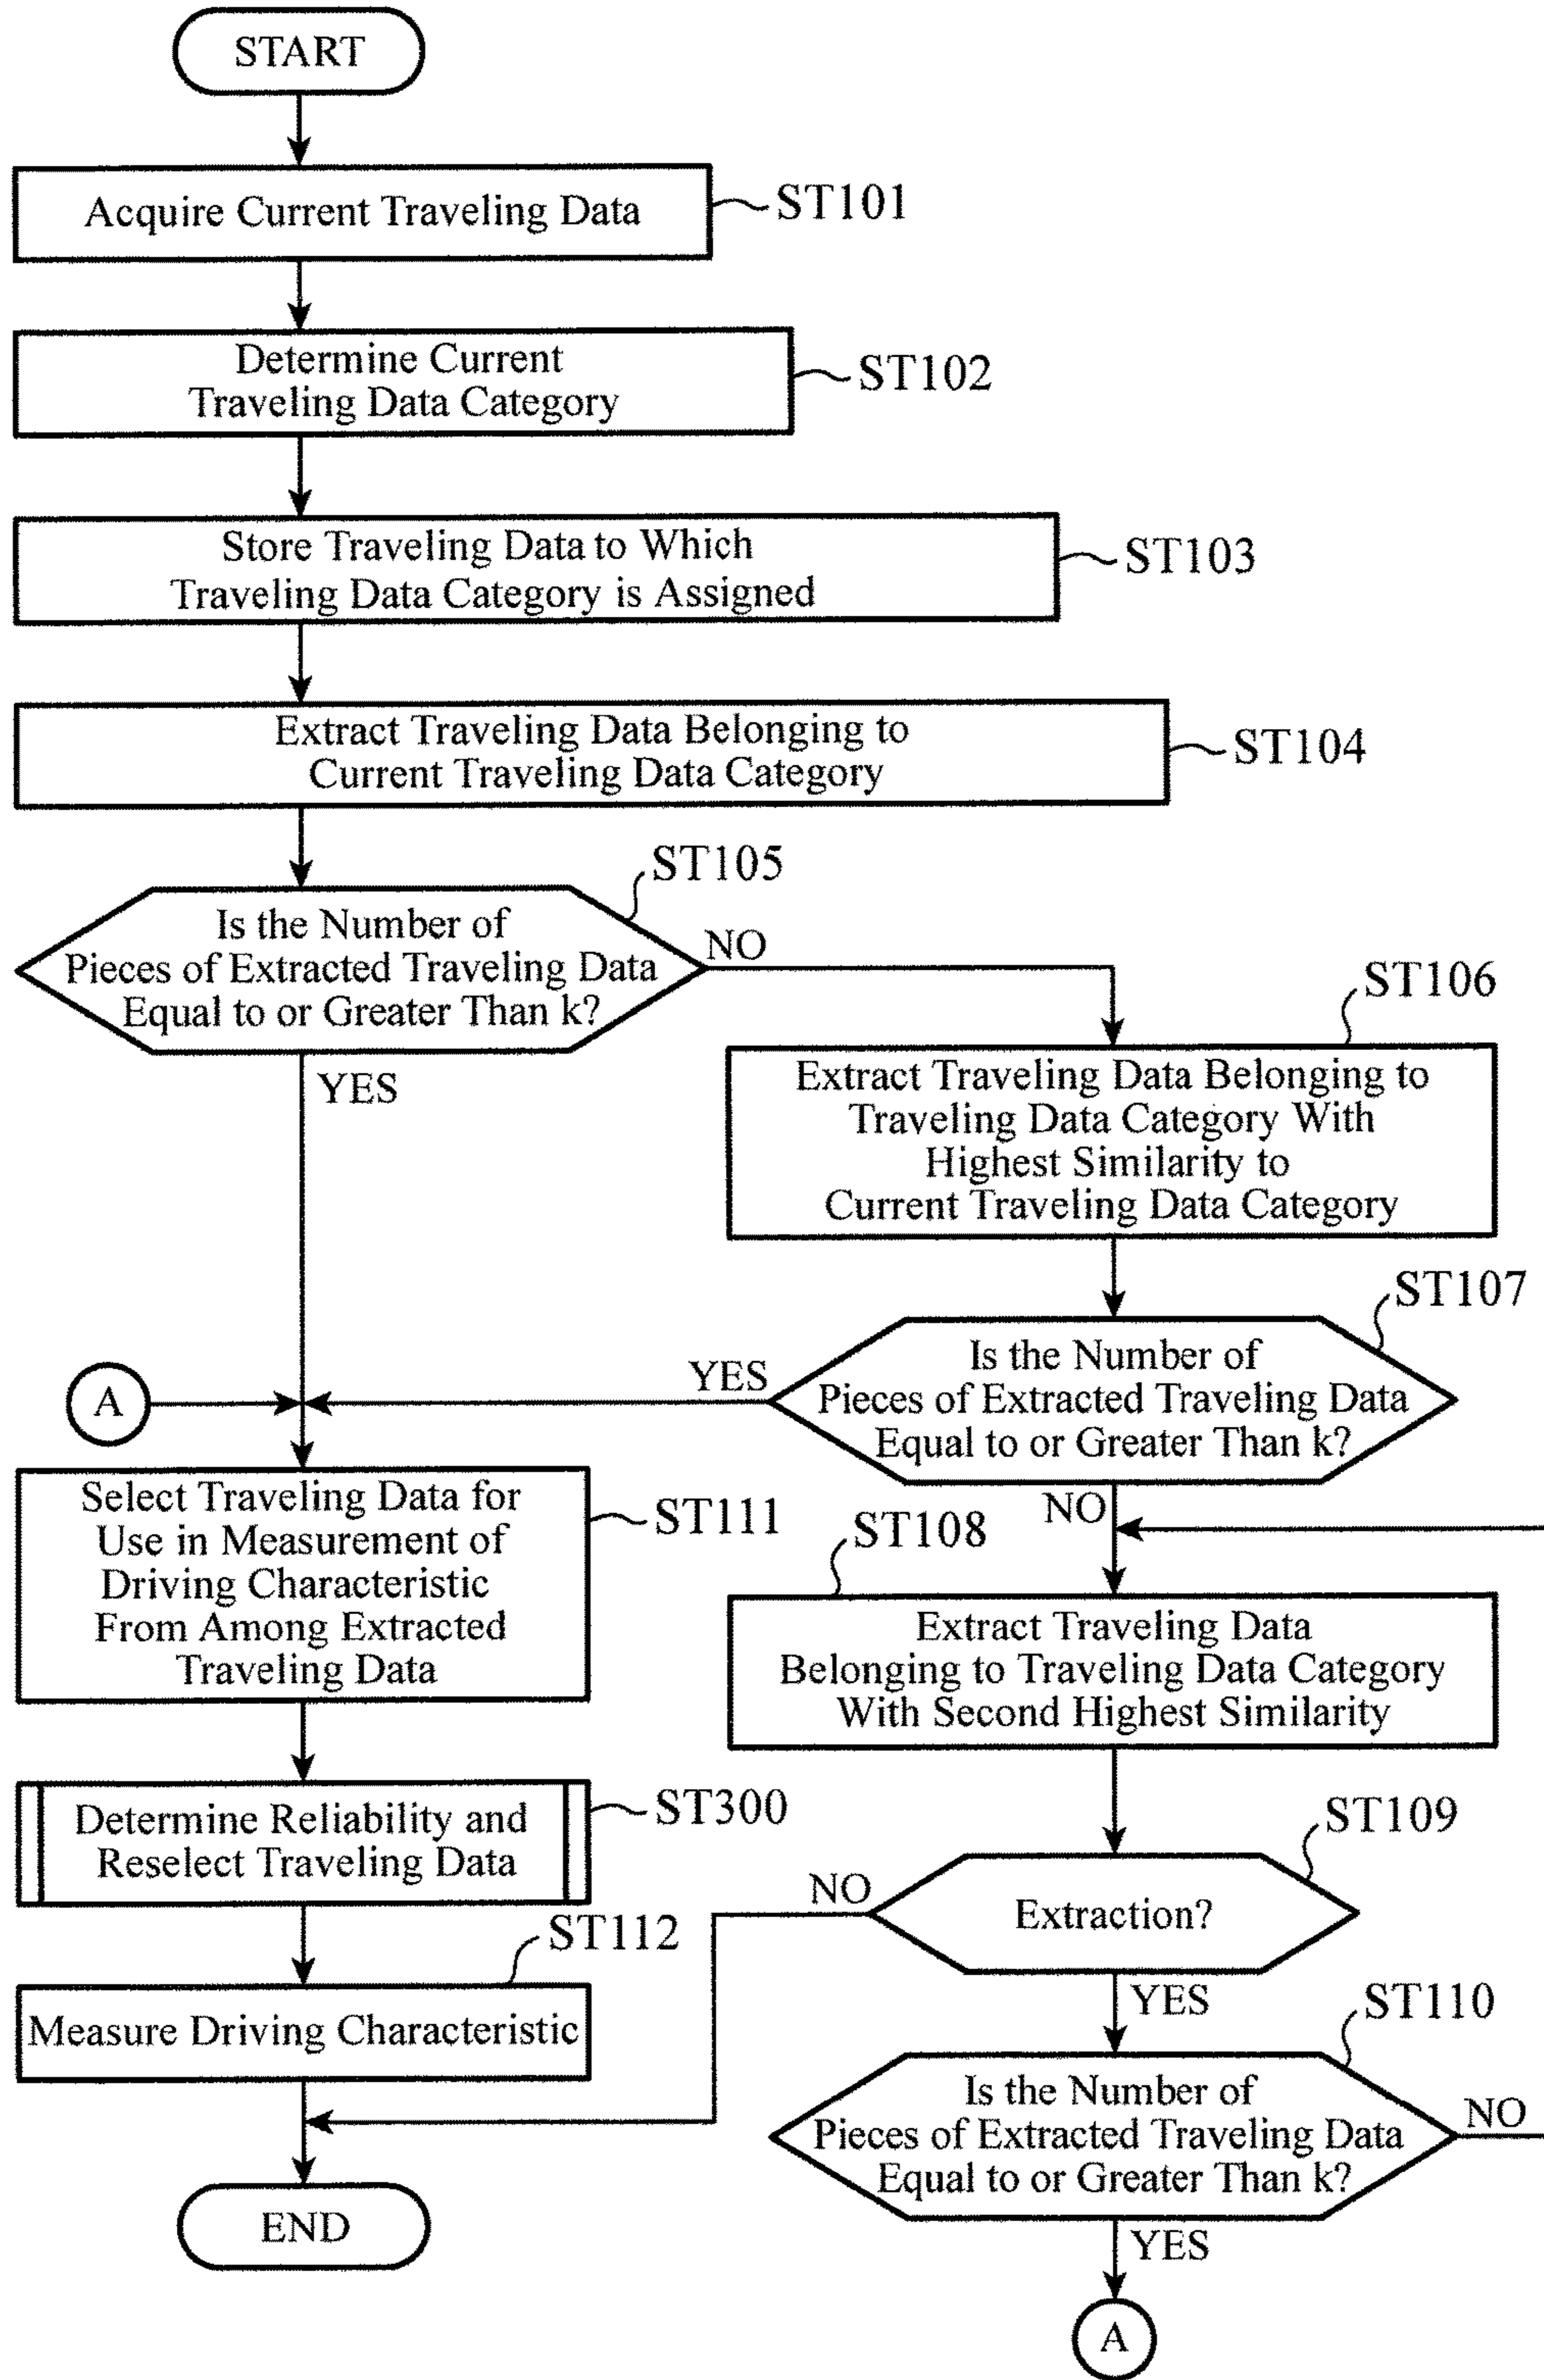 START
Acquire Current Traveling Data
ST101
Determine Current
Traveling Data Category
ST102
Store Traveling Data to Which
Traveling Data Category is Assigned
ST103
Extract Traveling Data Belonging to
Current Traveling Data Category
ST104
ST105
Is the Number of
Pieces of Extracted Traveling Data
Equal to or Greater Than k?
NO
YES
ST106
Extract Traveling Data Belonging to
Traveling Data Category With
Highest Similarity to
Current Traveling Data Category
ST107
Is the Number of
Pieces of Extracted Traveling Data
Equal to or Greater Than k?
YES
NO
A
ST108
Extract Traveling Data
Belonging to Traveling Data Category
With Second Highest Similarity
ST109
Extraction?
NO
YES
ST110
Is the Number of
Pieces of Extracted Traveling Data
Equal to or Greater Than k?
NO
YES
A
Select Traveling Data for
Use in Measurement of
Driving Characteristic
From Among Extracted
Traveling Data
ST111
Determine Reliability and
Reselect Traveling Data
ST300
ST112
Measure Driving Characteristic
END